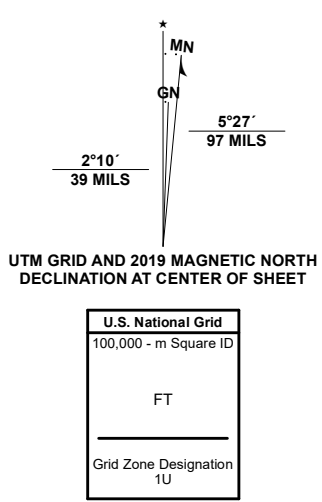 ★
MN
GN
5°27´
97 MILS
2°10´
39 MILS
UTM GRID AND 2019 MAGNETIC NORTH
DECLINATION AT CENTER OF SHEET
U.S. National Grid
100,000 - m Square ID
FT
Grid Zone Designation
1U